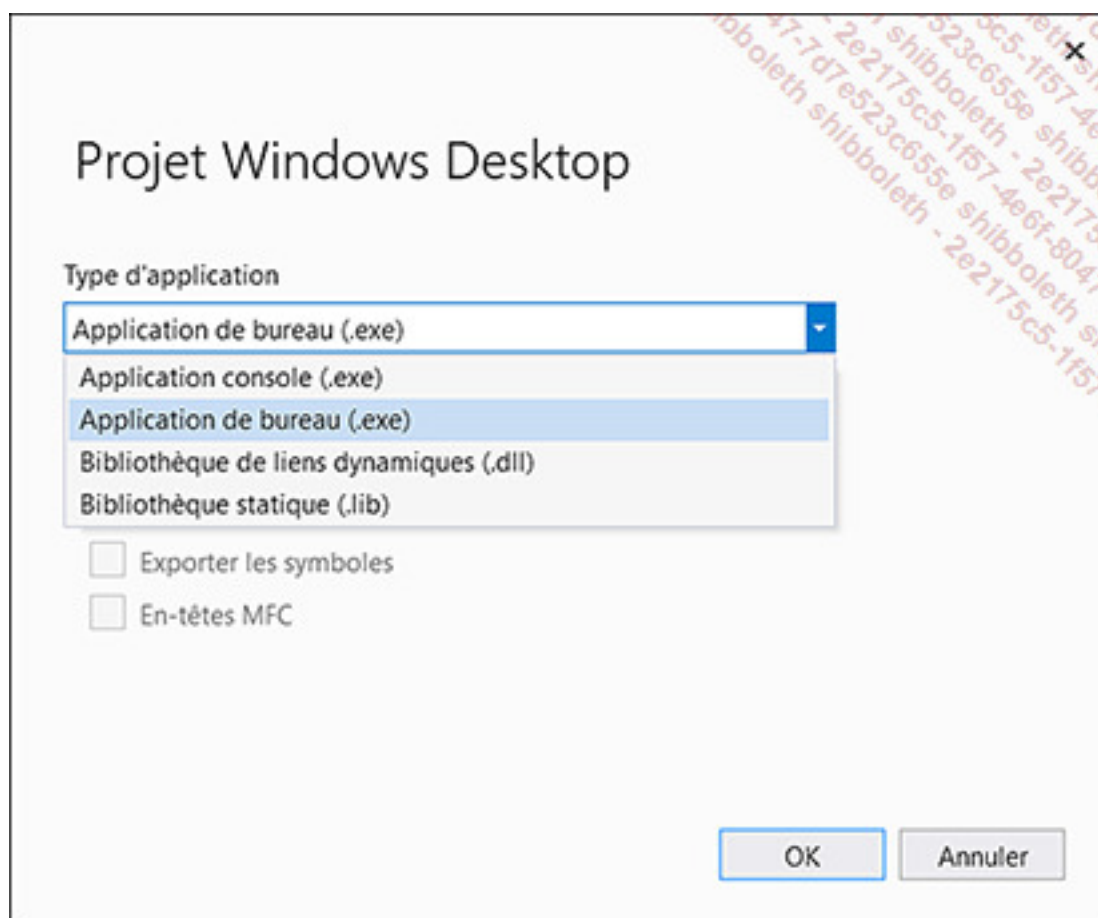 Projet Windows Desktop
Type d'application
Application de bureau (.exe)
Application console (.exe)
Application de bureau (.exe)
Bibliothèque de liens dynamiques (.dll)
Bibliothèque statique (.lib)
Exporter les symboles
En-têtes MFC
OK
Annuler